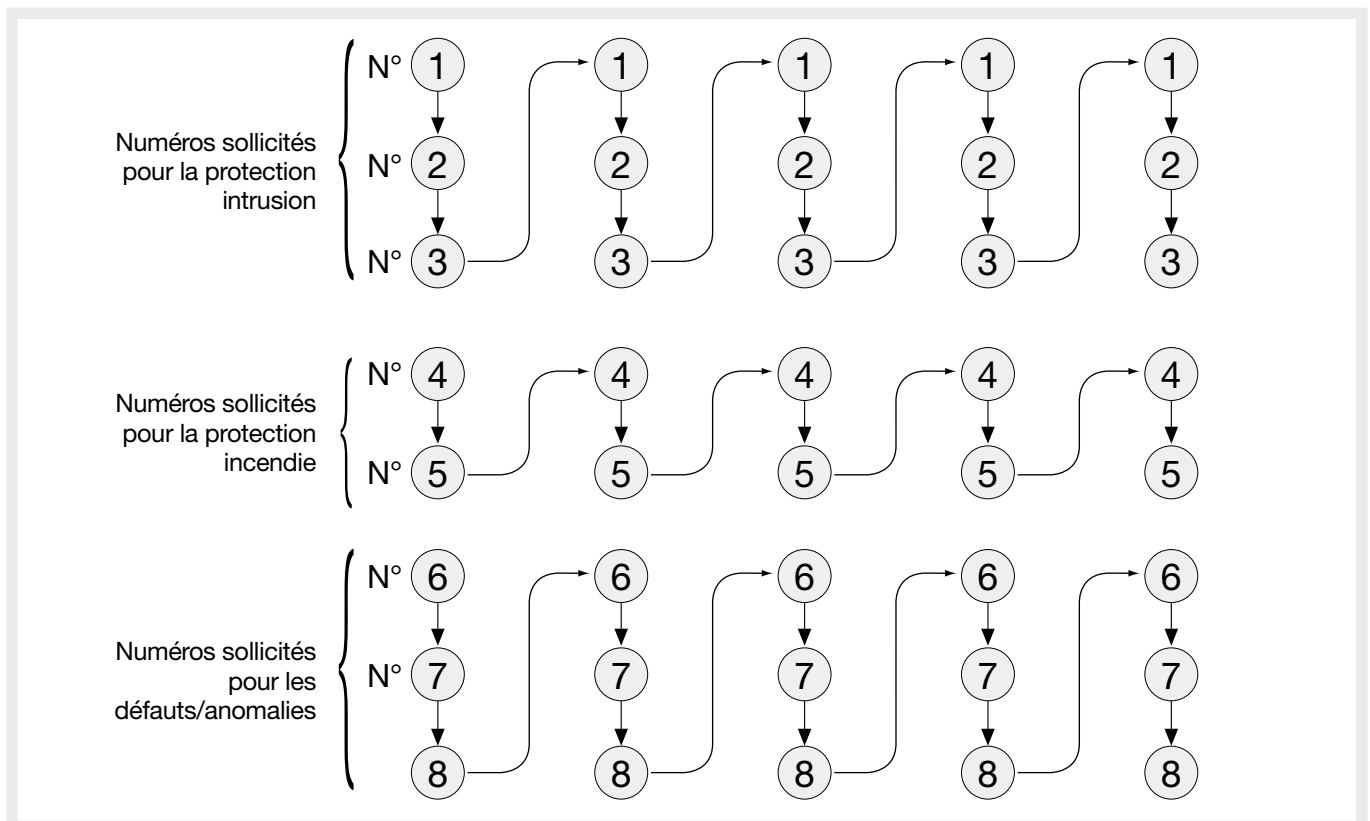 N° 1 1 1 1 1
Numéros sollicités
pour la protection
intrusion
N° 2 2 2 2 2
N° 3 3 3 3 3
N° 4 4 4 4 4
Numéros sollicités
pour la protection
incendie
N° 5 5 5 5 5
N° 6 6 6 6 6
Numéros sollicités
pour les
défauts/anomalies
N° 7 7 7 7 7
8 8 8 8 8